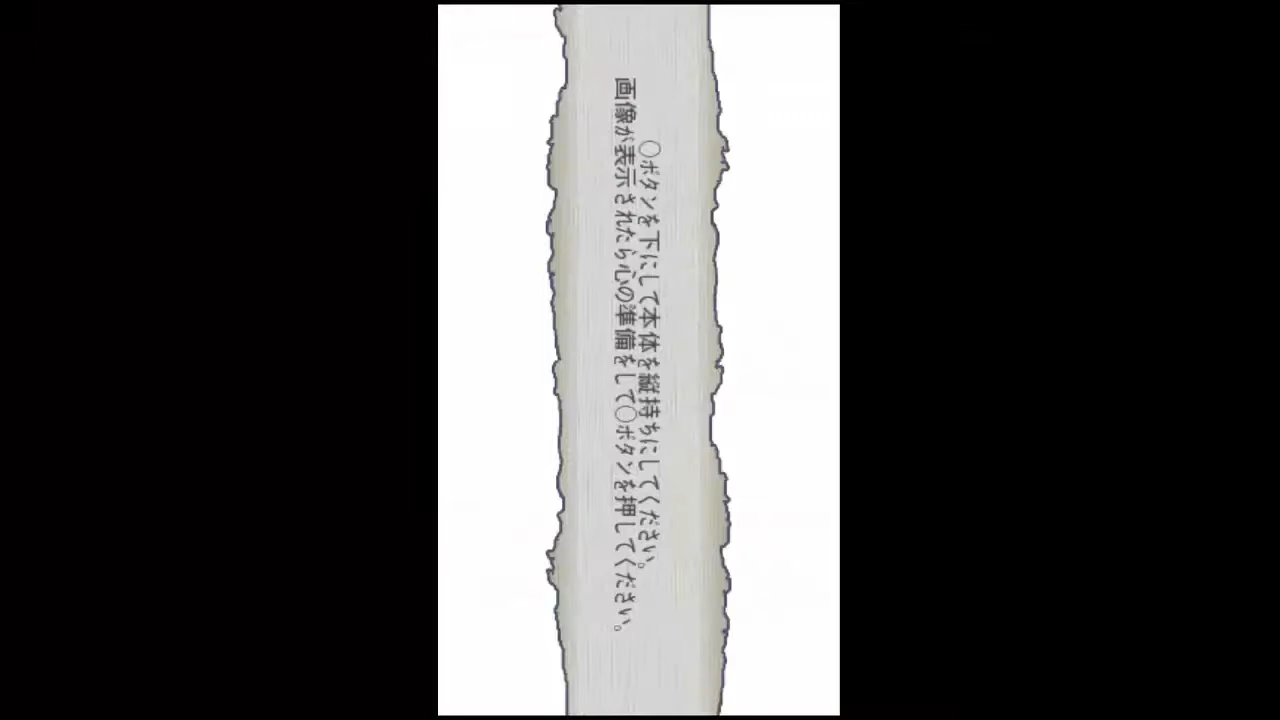 ○ボタンを下にして本体を縦持ちにしてください。
画像が表示されたら心の準備をして○ボタンを押してください。